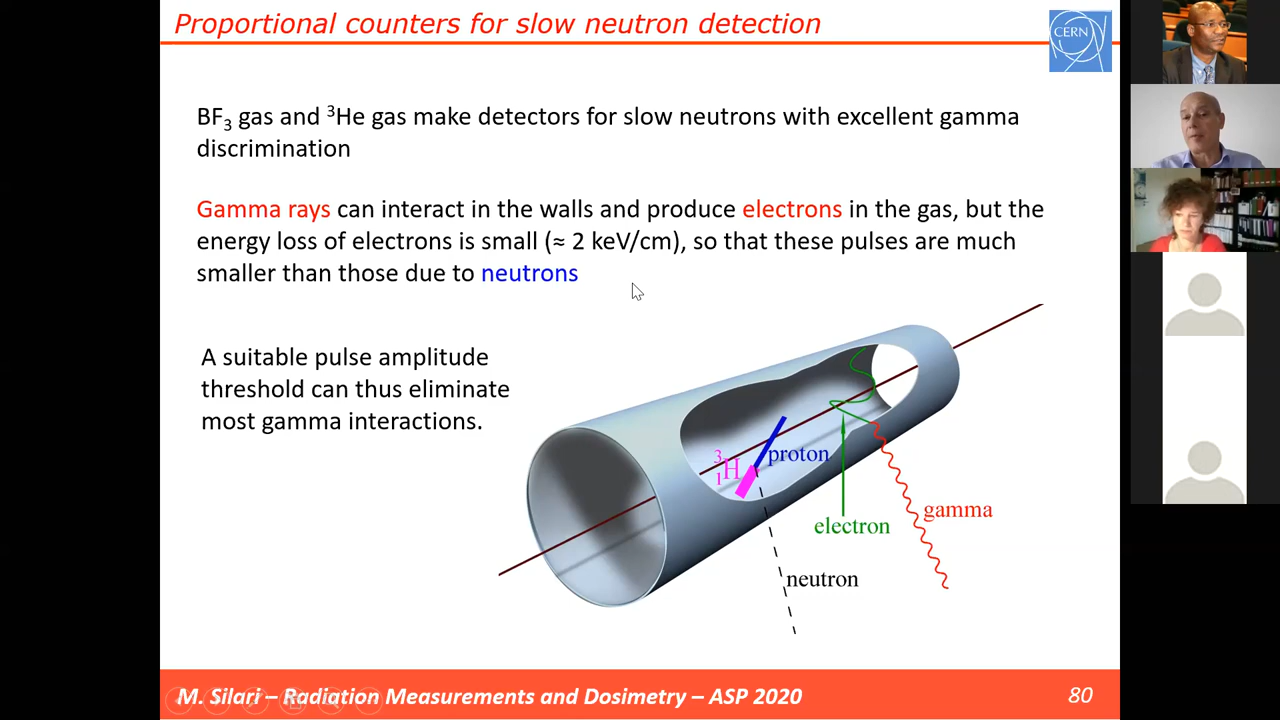 Proportional counters for slow neutron detection
CERN
BF3 gas and 3He gas make detectors for slow neutrons with excellent gamma
discrimination
Gamma rays can interact in the walls and produce electrons in the gas, but the
energy loss of electrons is small (≈ 2 keV/cm), so that these pulses are much
smaller than those due to neutrons
A suitable pulse amplitude
threshold can thus eliminate
most gamma interactions.
3
1H
proton
gamma
electron
neutron
M. Silari – Radiation Measurements and Dosimetry – ASP 2020
80